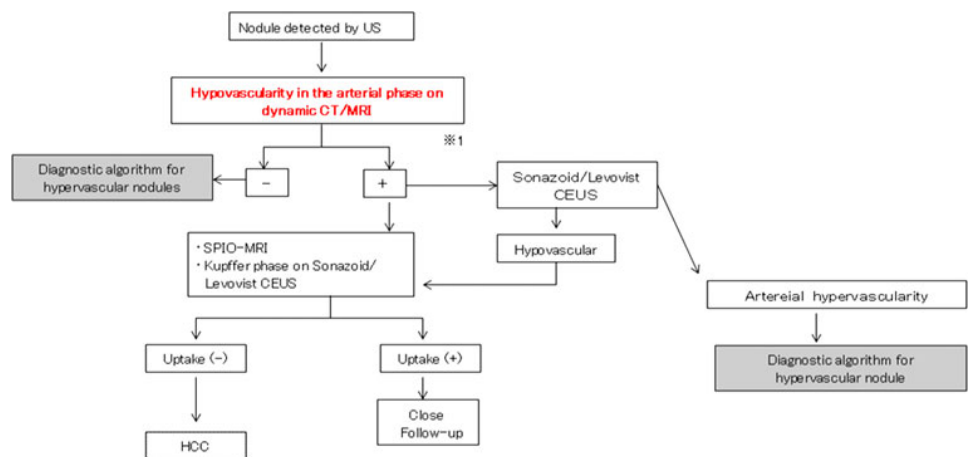 Nodule detected by US
Hypovascularity in the arterial phase on
dynamic CT/MRI
※1
Diagnostic algorithm for
hypervascular nodules
−
+
Sonazoid/Levovist
CEUS
・SPIO-MRI
・Kupffer phase on Sonazoid/
Levovist CEUS
Hypovascular
Artereial hypervascularity
Uptake (−)
Uptake (+)
Diagnostic algorithm for
hypervascular nodule
HCC
Close
Follow-up